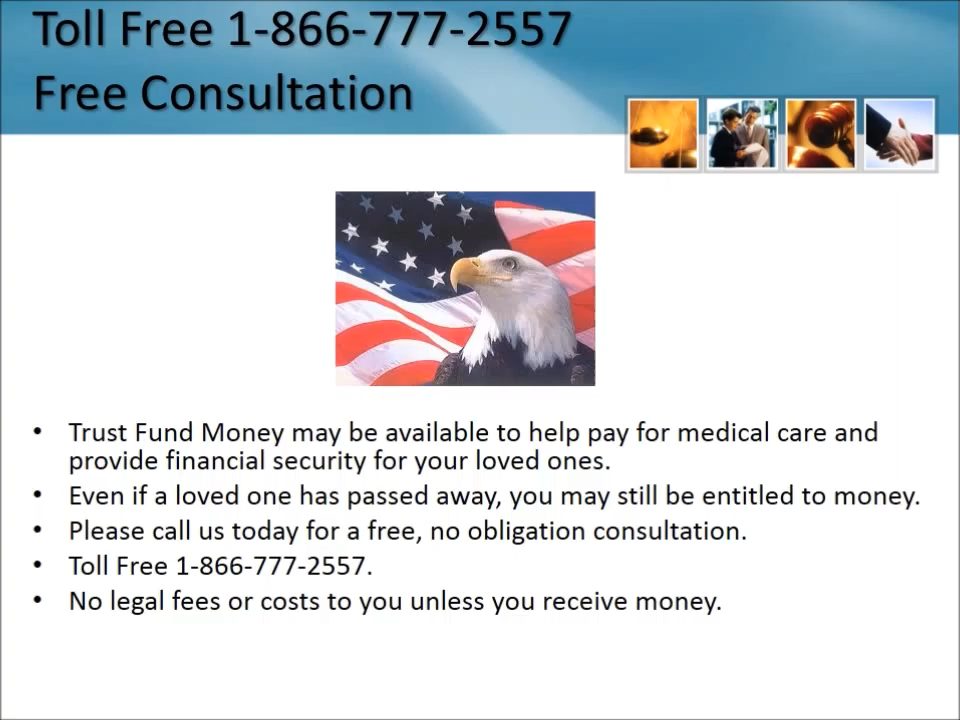 Toll Free 1-866-777-2557
Free Consultation
• Trust Fund Money may be available to help pay for medical care and
provide financial security for your loved ones.
• Even if a loved one has passed away, you may still be entitled to money.
• Please call us today for a free, no obligation consultation.
• Toll Free 1-866-777-2557.
• No legal fees or costs to you unless you receive money.